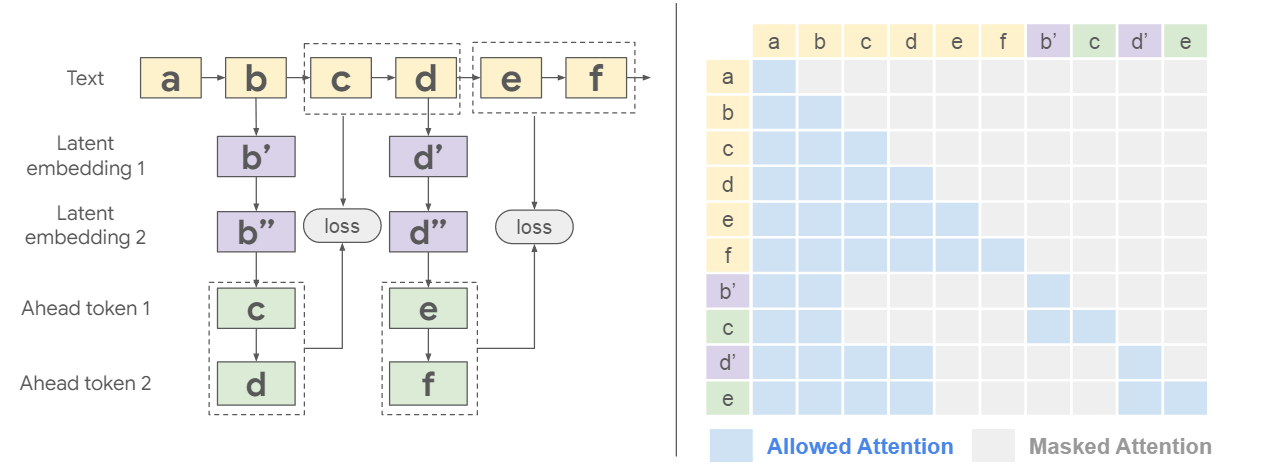 Text a b c d e f
Latent
embedding 1
b’ d’
Latent
embedding 2
b” d”
loss loss
Ahead token 1 c e
Ahead token 2 d f
a b c d e f b’ c d’ e
a
b
c
d
e
f
b’
c
d’
e
Allowed Attention Masked Attention